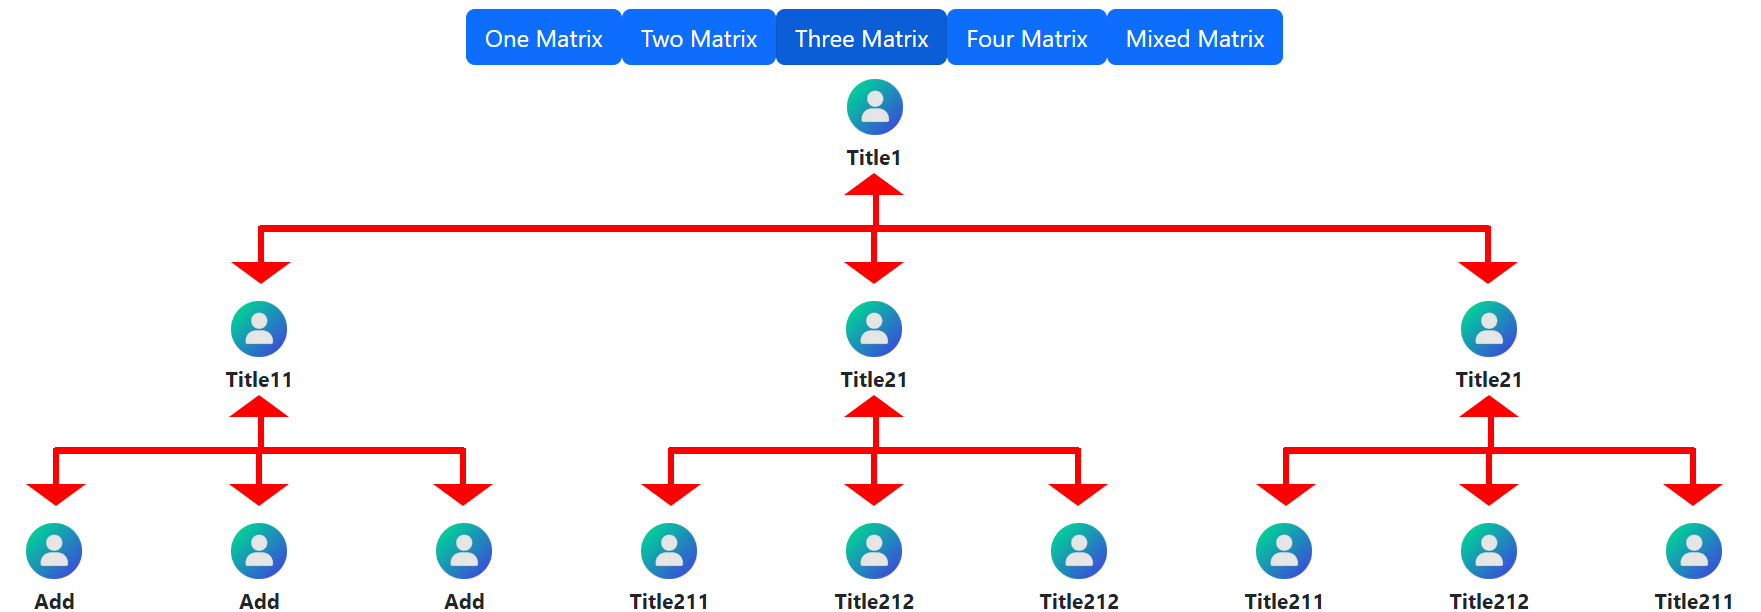 One Matrix Two Matrix Three Matrix Four Matrix Mixed Matrix
Title1
Title11 Title21 Title21
Add Add Add Title211 Title212 Title212 Title211 Title212 Title211